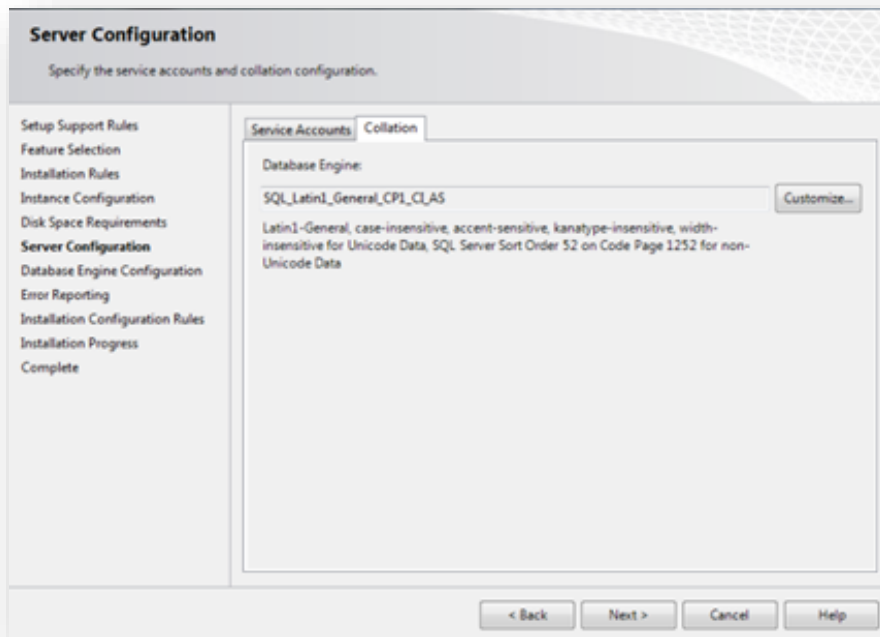 Server Configuration
Specify the service accounts and collation configuration.
Setup Support Rules
Feature Selection
Installation Rules
Instance Configuration
Disk Space Requirements
Server Configuration
Database Engine Configuration
Error Reporting
Installation Configuration Rules
Installation Progress
Complete
Service Accounts Collation
Database Engine:
SQL_Latin1_General_CP1_CI_AS Customize...
Latin1-General, case-insensitive, accent-sensitive, kanatype-insensitive, width-
insensitive for Unicode Data, SQL Server Sort Order 52 on Code Page 1252 for non-
Unicode Data
< Back Next > Cancel Help